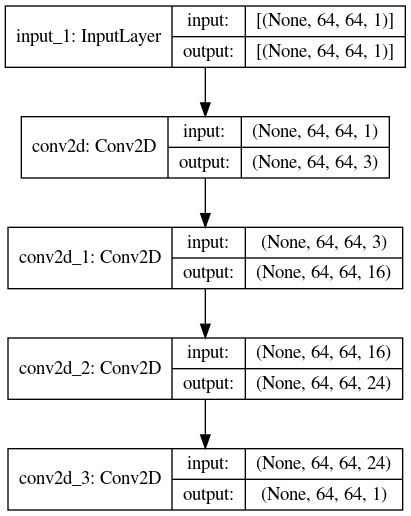 input_1: InputLayer
input: [(None, 64, 64, 1)]
output: [(None, 64, 64, 1)]
conv2d: Conv2D
input: (None, 64, 64, 1)
output: (None, 64, 64, 3)
conv2d_1: Conv2D
input: (None, 64, 64, 3)
output: (None, 64, 64, 16)
conv2d_2: Conv2D
input: (None, 64, 64, 16)
output: (None, 64, 64, 24)
conv2d_3: Conv2D
input: (None, 64, 64, 24)
output: (None, 64, 64, 1)